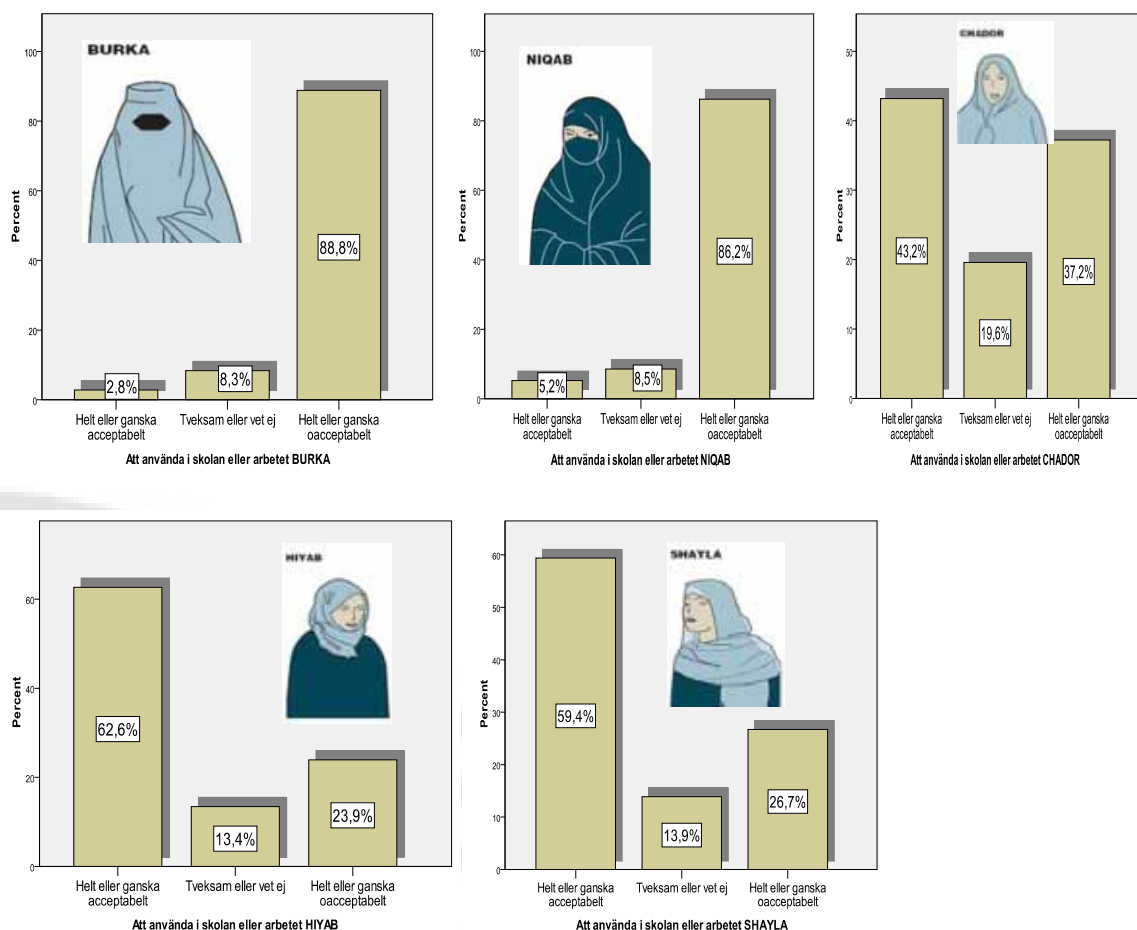 BURKA
Percent
100
80
60
40
20
0
2,8%
8,3%
88,8%
Helt eller ganska
acceptabelt
Tveksam eller vet ej
Helt eller ganska
oacceptabelt
Att använda i skolan eller arbetet BURKA
NIQAB
Percent
100
80
60
40
20
0
5,2%
8,5%
86,2%
Helt eller ganska
acceptabelt
Tveksam eller vet ej
Helt eller ganska
oacceptabelt
Att använda i skolan eller arbetet NIQAB
CHADOR
Percent
50
40
30
20
10
0
43,2%
19,6%
37,2%
Helt eller ganska
acceptabelt
Tveksam eller vet ej
Helt eller ganska
oacceptabelt
Att använda i skolan eller arbetet CHADOR
HIYAB
Percent
60
40
20
0
62,6%
13,4%
23,9%
Helt eller ganska
acceptabelt
Tveksam eller vet ej
Helt eller ganska
oacceptabelt
Att använda i skolan eller arbetet HIYAB
SHAYLA
Percent
60
50
40
30
20
10
0
59,4%
13,9%
26,7%
Helt eller ganska
acceptabelt
Tveksam eller vet ej
Helt eller ganska
oacceptabelt
Att använda i skolan eller arbetet SHAYLA